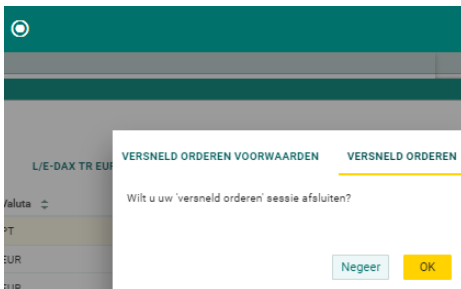 VERSNELD ORDEREN VOORWAARDEN VERSNELD ORDEREN
L/E-DAX TR EUR
Wilt u uw 'versneld orderen' sessie afsluiten?
Valuta
PT
EUR
Negeer OK
EUR